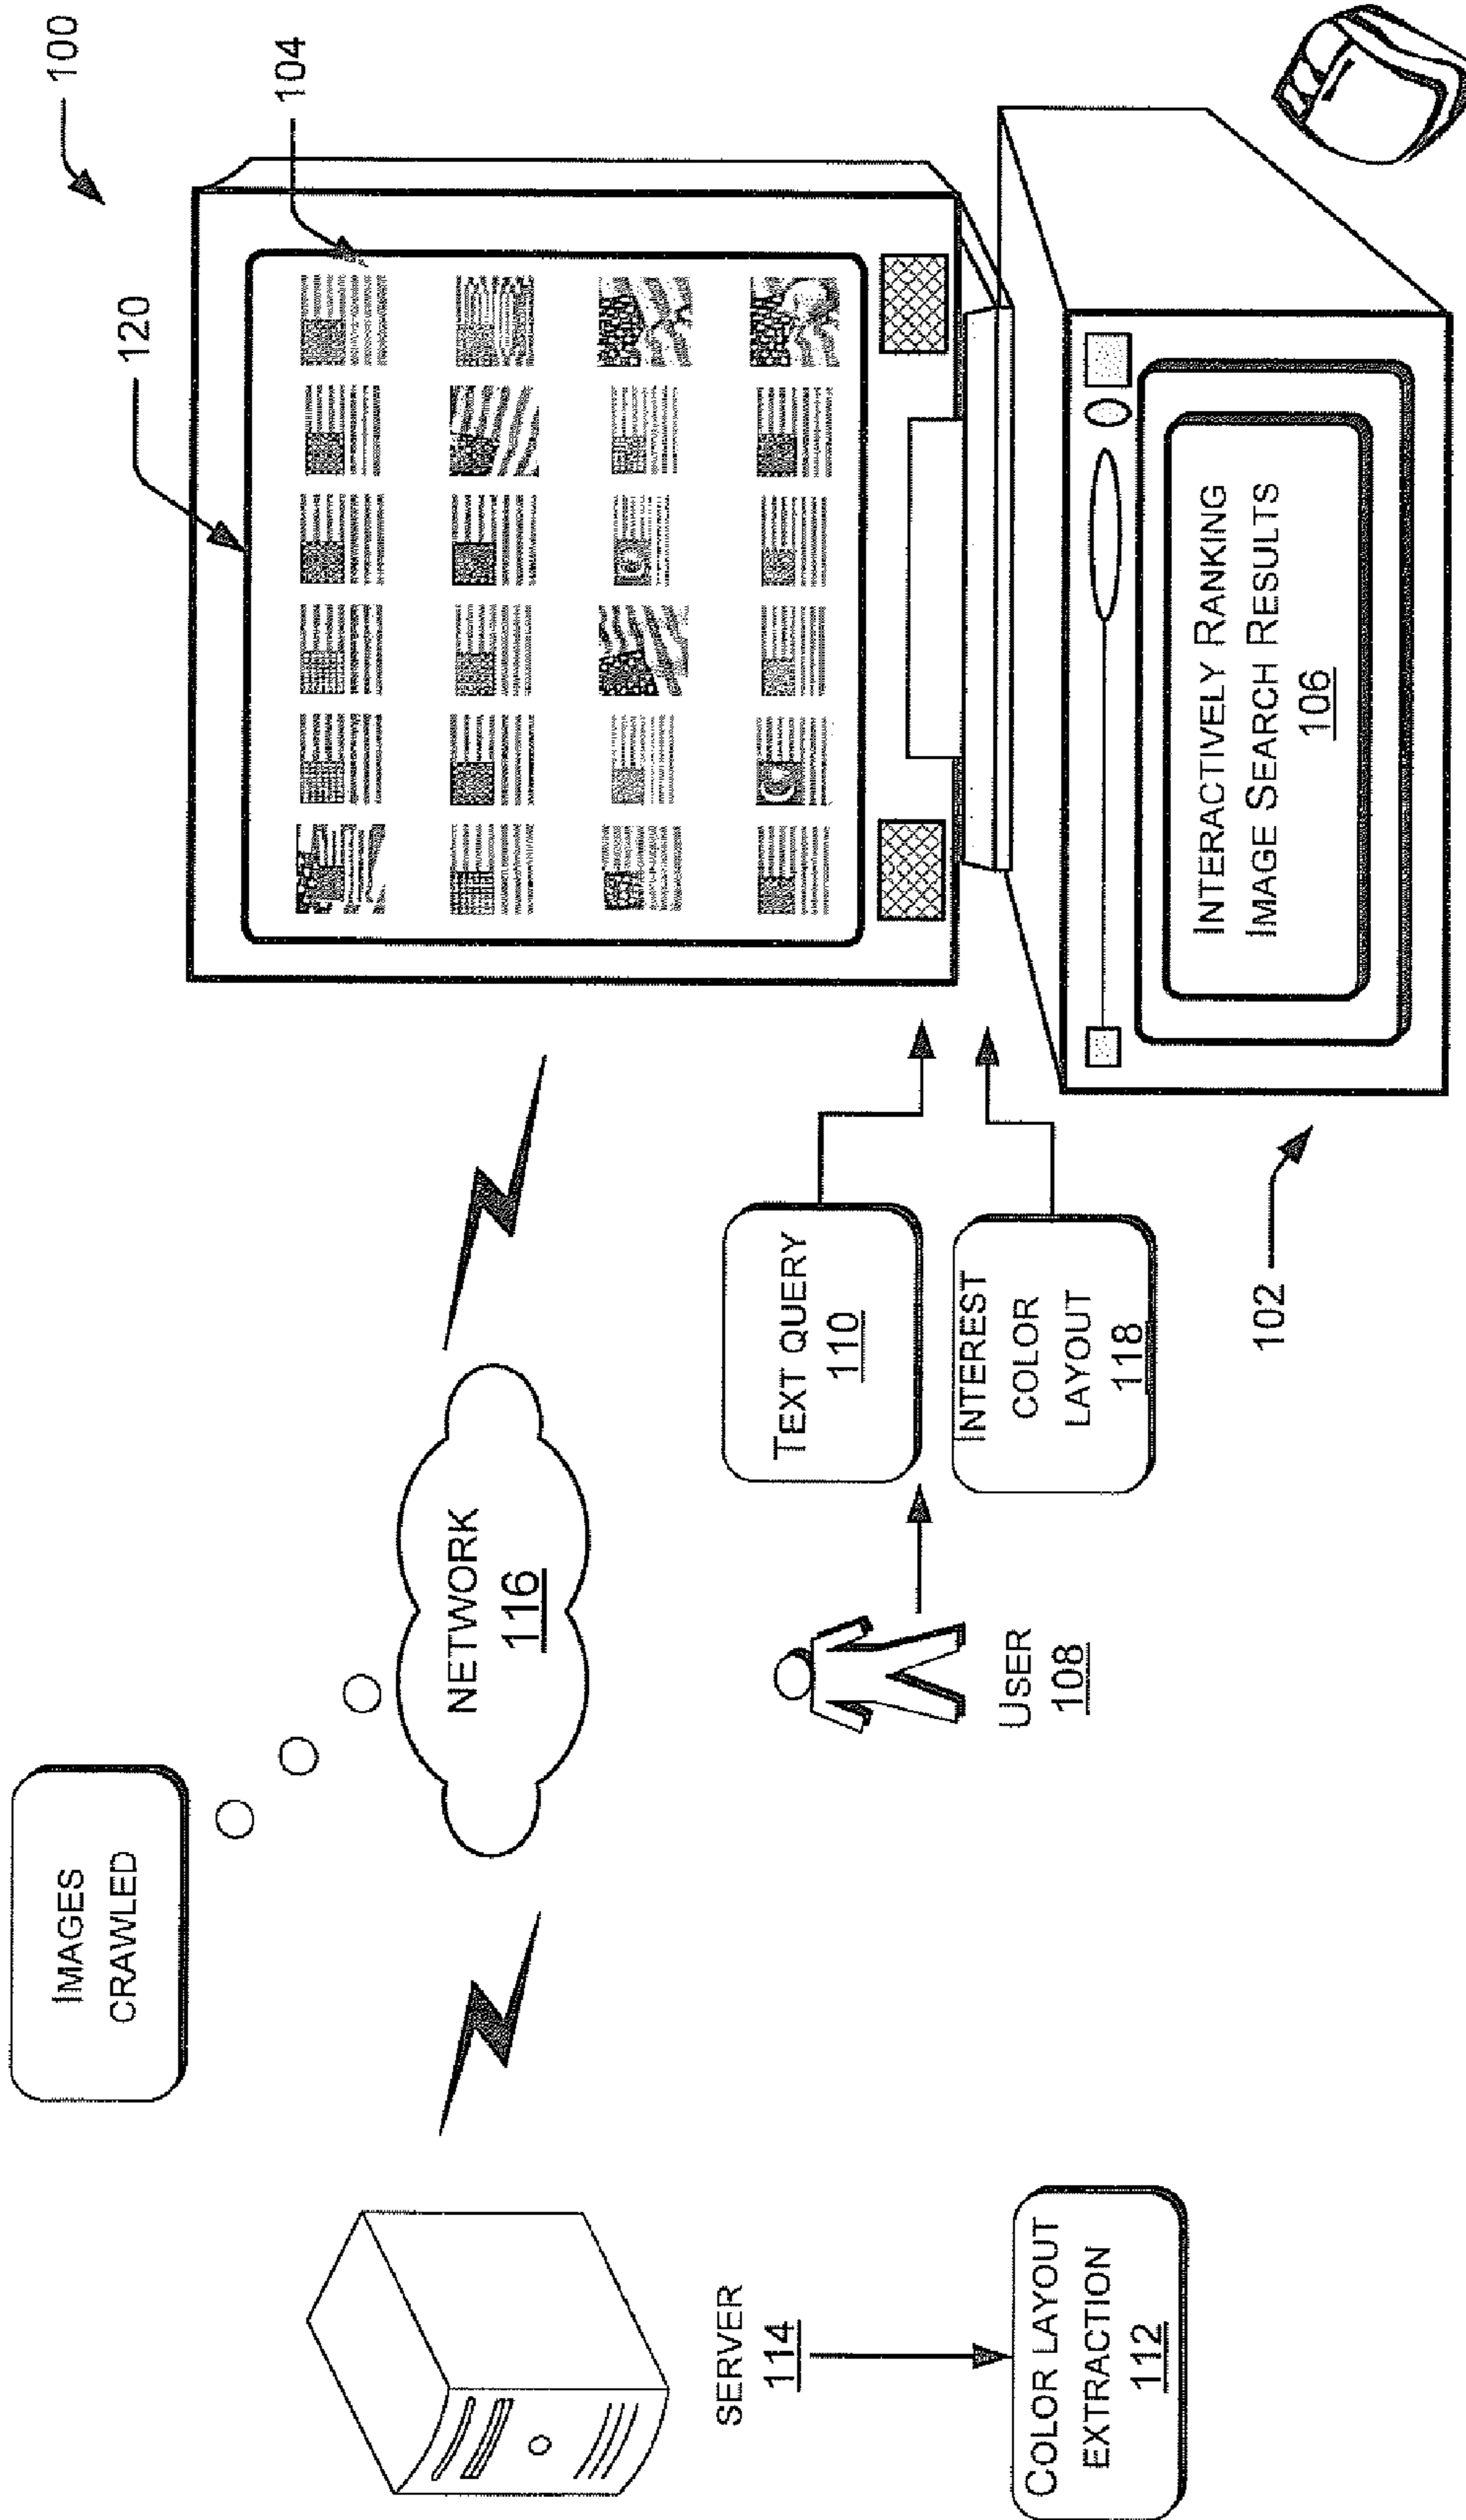 IMAGES
CRAWLED
100
120
104
NETWORK
116
SERVER
114
COLOR LAYOUT
EXTRACTION
112
USER
108
TEXT QUERY
110
INTEREST
COLOR
LAYOUT
118
102
INTERACTIVELY RANKING
IMAGE SEARCH RESULTS
106